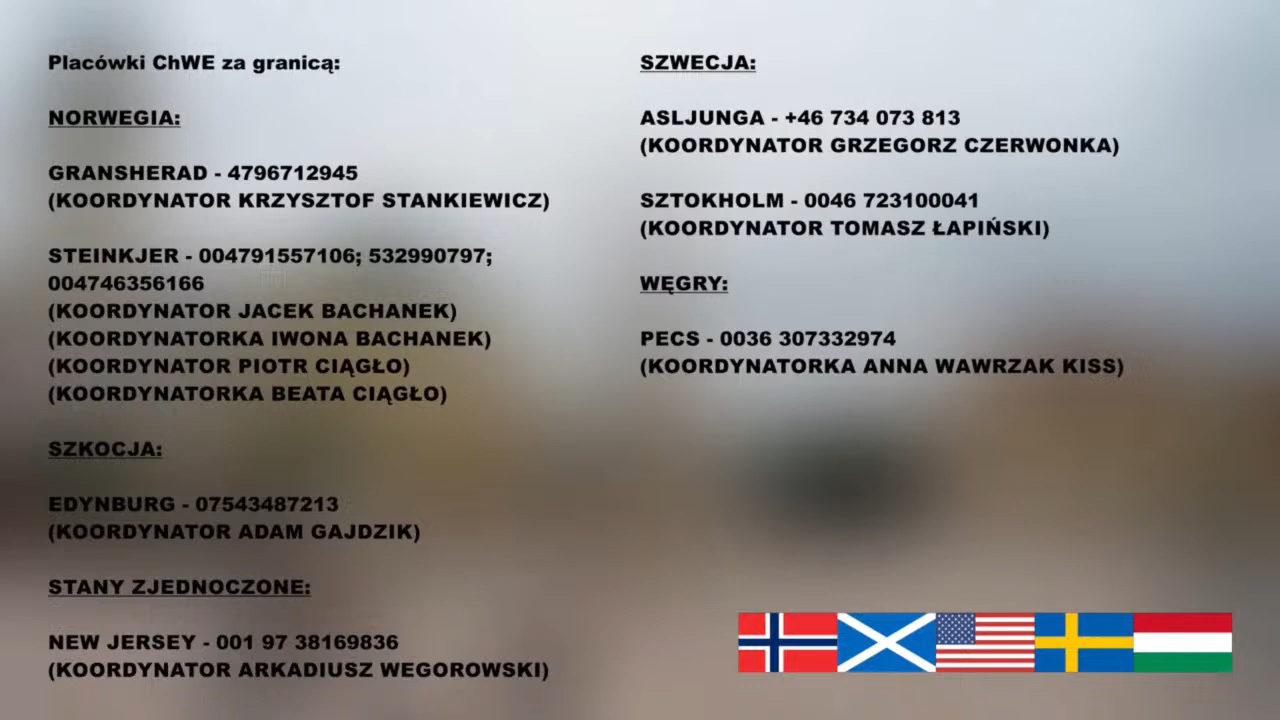 Placówki ChWE za granicą:
NORWEGIA:
GRANSHERAD - 4796712945
(KOORDYNATOR KRZYSZTOF STANKIEWICZ)
STEINKJER - 004791557106; 532990797;
004746356166
(KOORDYNATOR JACEK BACHANEK)
(KOORDYNATORKA IWONA BACHANEK)
(KOORDYNATOR PIOTR CIĄGŁO)
(KOORDYNATORKA BEATA CIĄGŁO)
SZKOCJA:
EDYNBURG - 07543487213
(KOORDYNATOR ADAM GAJDZIK)
STANY ZJEDNOCZONE:
NEW JERSEY - 001 97 38169836
(KOORDYNATOR ARKADIUSZ WEGOROWSKI)
SZWECJA:
ASLJUNGA - +46 734 073 813
(KOORDYNATOR GRZEGORZ CZERWONKA)
SZTOKHOLM - 0046 723100041
(KOORDYNATOR TOMASZ ŁAPIŃSKI)
WĘGRY:
PECS - 0036 307332974
(KOORDYNATORKA ANNA WAWRZAK KISS)